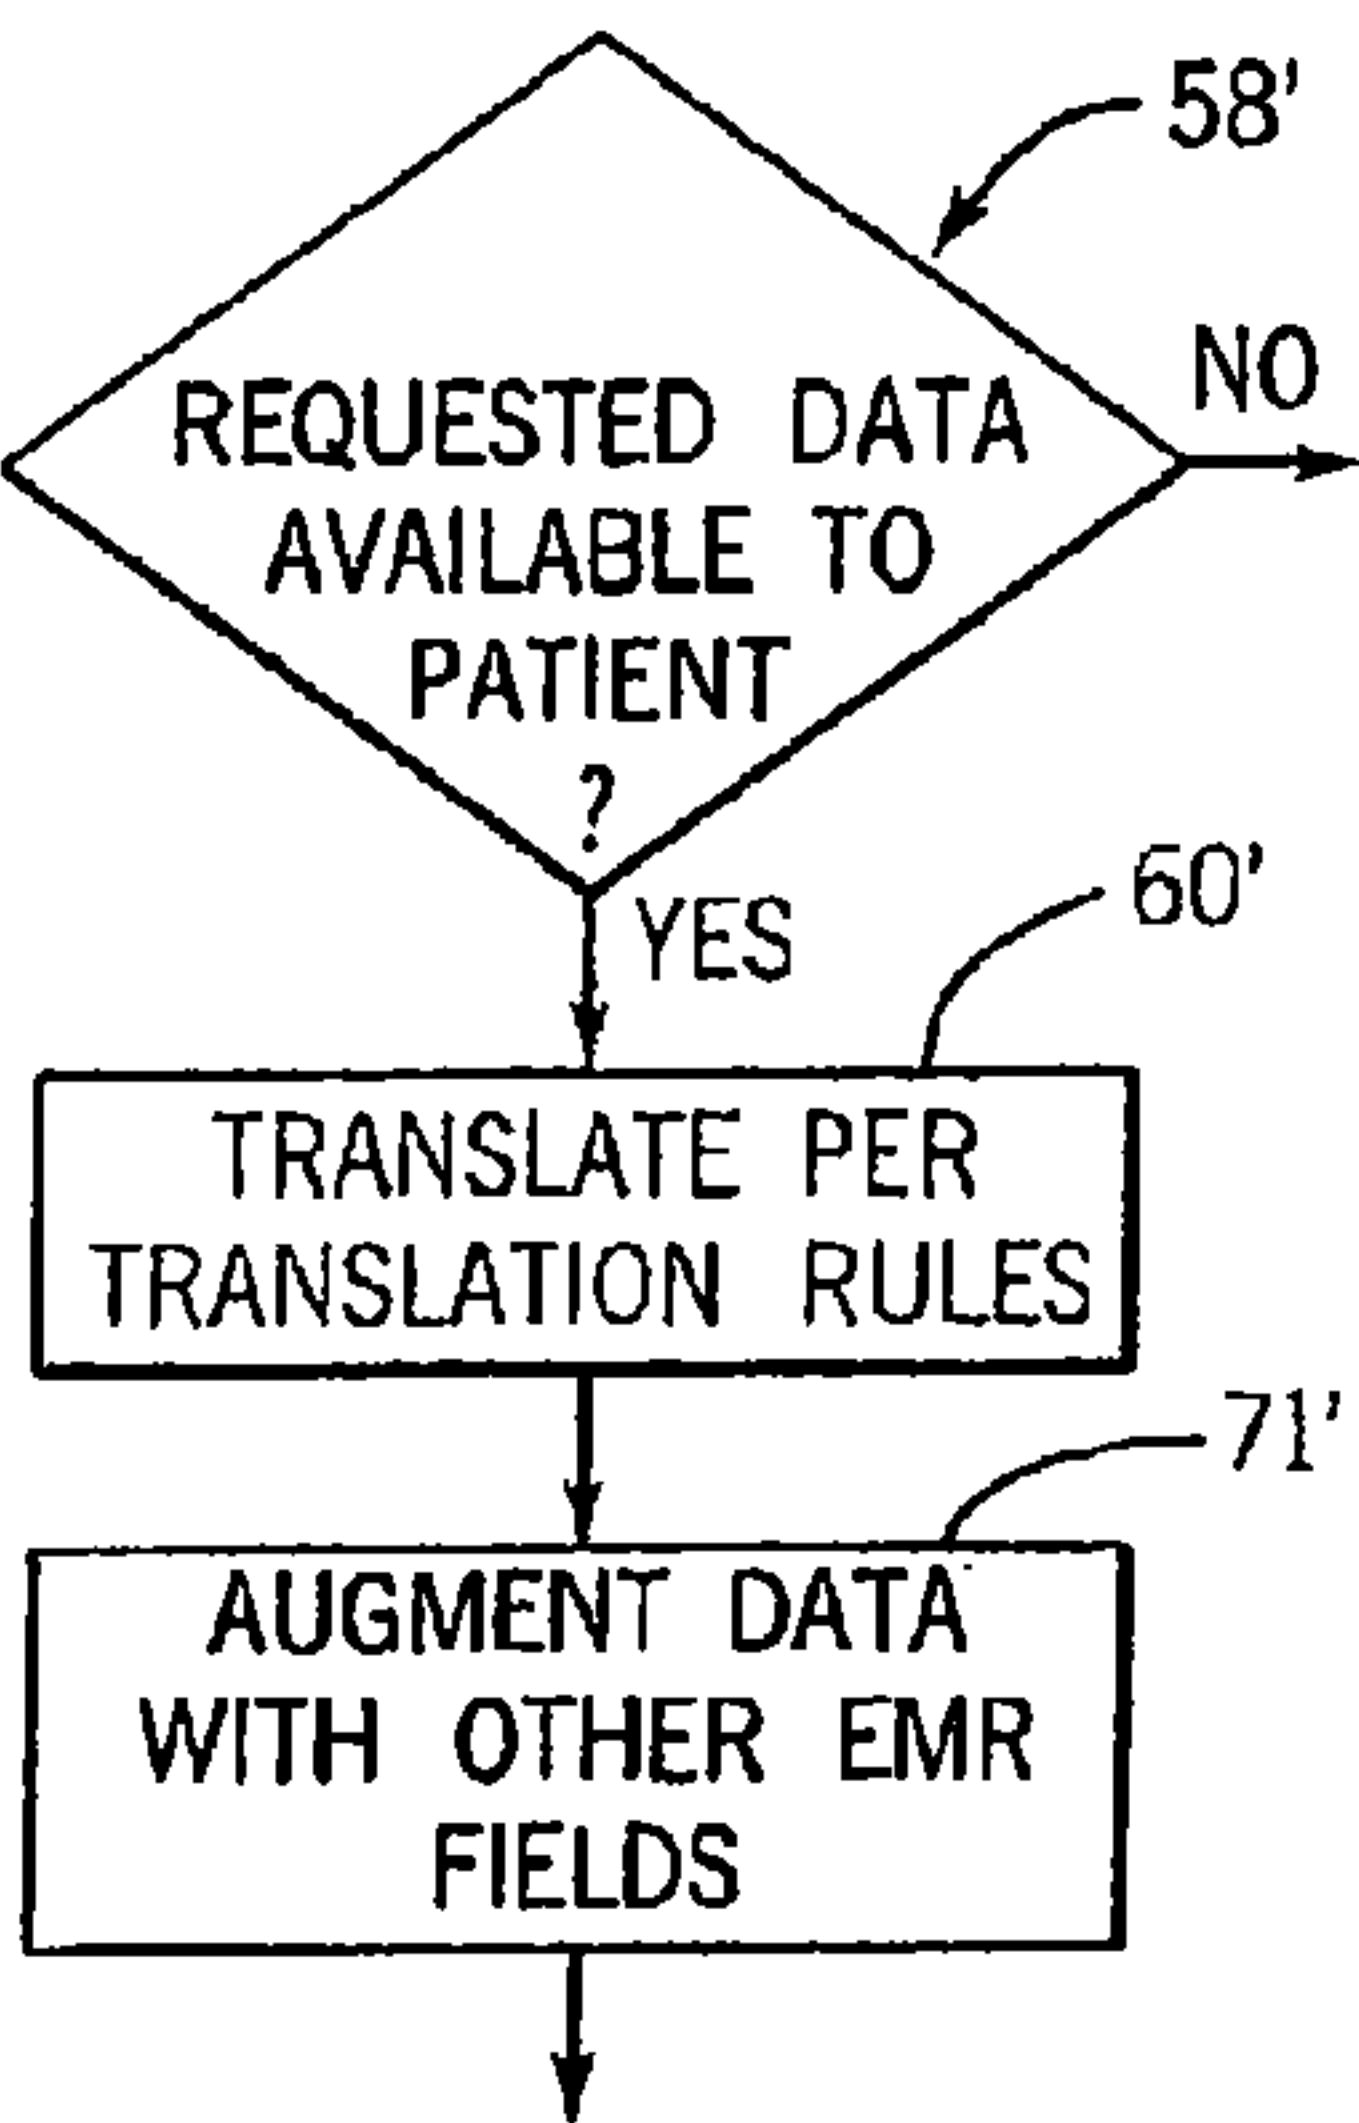 58'
NO
REQUESTED DATA
AVAILABLE TO
PATIENT
?
YES
60'
TRANSLATE PER
TRANSLATION RULES
71'
AUGMENT DATA
WITH OTHER EMR
FIELDS